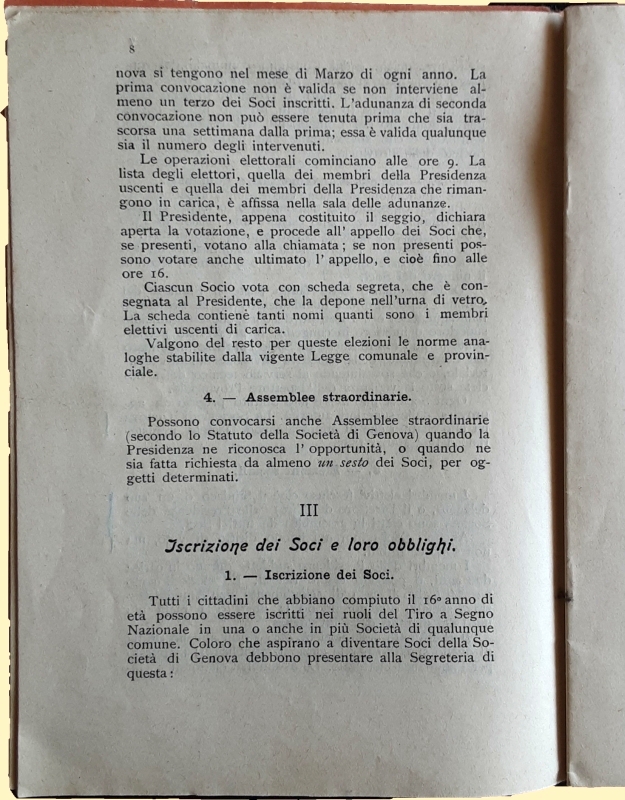 8
nova si tengono nel mese di Marzo di ogni anno. La
prima convocazione non è valida se non interviene al-
meno un terzo dei Soci inscritti. L'adunanza di seconda
convocazione non può essere tenuta prima che sia tra-
scorsa una settimana dalla prima; essa è valida qualunque
sia il numero degli intervenuti.
Le operazioni elettorali cominciano alle ore 9. La
lista degli elettori, quella dei membri della Presidenza
uscenti e quella dei membri della Presidenza che riman-
gono in carica, è affissa nella sala delle adunanze.
Il Presidente, appena costituito il seggio, dichiara
aperta la votazione, e procede all' appello dei Soci che,
se presenti, votano alla chiamata; se non presenti pos-
sono votare anche ultimato l' appello, e cioè fino alle
ore 16.
Ciascun Socio vota con scheda segreta, che è con-
segnata al Presidente, che la depone nell'urna di vetro.
La scheda contiene tanti nomi quanti sono i membri
elettivi uscenti di carica.
Valgono del resto per queste elezioni le norme ana-
loghe stabilite dalla vigente Legge comunale e provin-
ciale.
4. — Assemblee straordinarie.
Possono convocarsi anche Assemblee straordinarie
(secondo lo Statuto della Società di Genova) quando la
Presidenza ne riconosca l' opportunità, o quando ne
sia fatta richiesta da almeno un sesto dei Soci, per og-
getti determinati.
III
Iscrizione dei Soci e loro obblighi.
1. — Iscrizione dei Soci.
Tutti i cittadini che abbiano compiuto il 16º anno di
età possono essere iscritti nei ruoli del Tiro a Segno
Nazionale in una o anche in più Società di qualunque
comune. Coloro che aspirano a diventare Soci della So-
cietà di Genova debbono presentare alla Segreteria di
questa :